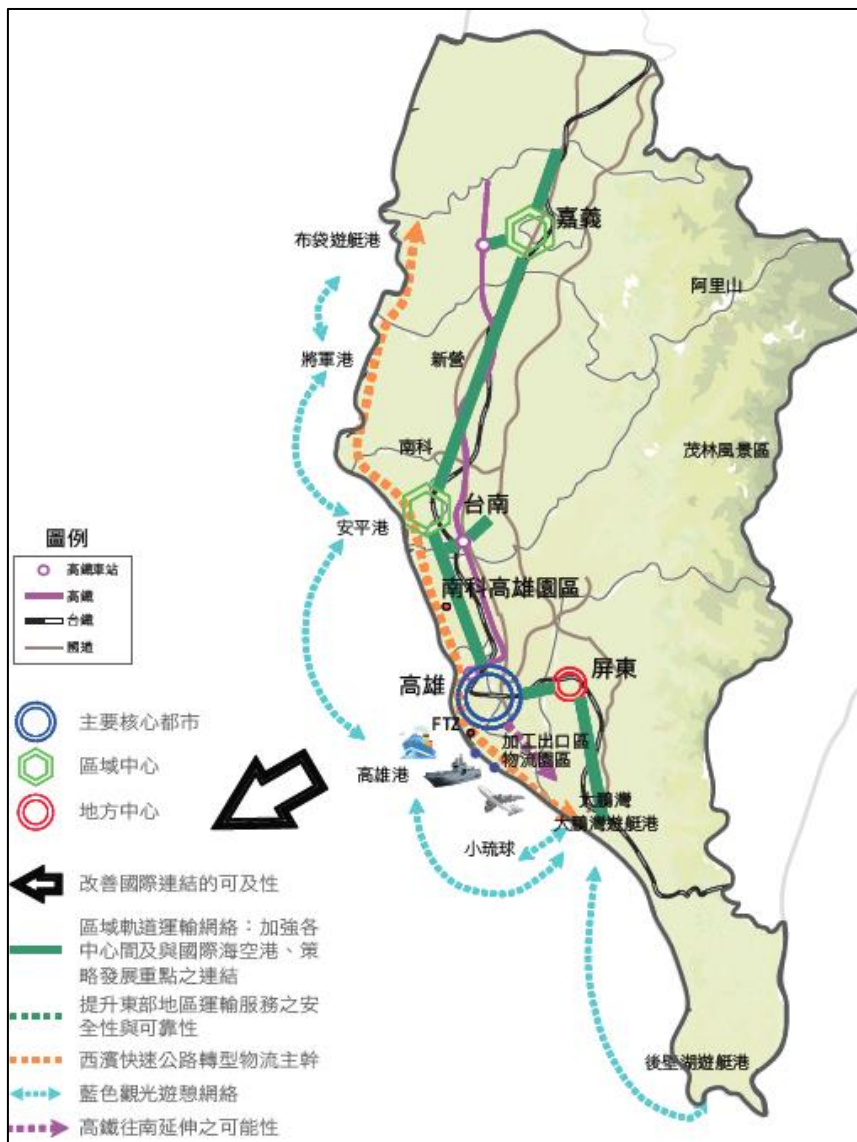 嘉義
布袋遊艇港
阿里山
將軍港
新營
南科
茂林風景區
台南
安平港
南科高雄園區
屏東
高雄
FTZ
加工出口區
物流園區
高雄港
大鵬灣
大鵬灣遊艇港
小琉球
後壁湖遊艇港
圖例
高鐵車站
高鐵
台鐵
國道
主要核心都市
區域中心
地方中心
改善國際連結的可及性
區域軌道運輸網絡：加強各
中心間及與國際海空港、策
略發展重點之連結
提升東部地區運輸服務之安
全性與可靠性
西濱快速公路轉型物流主幹
藍色觀光遊憩網絡
高鐵往南延伸之可能性